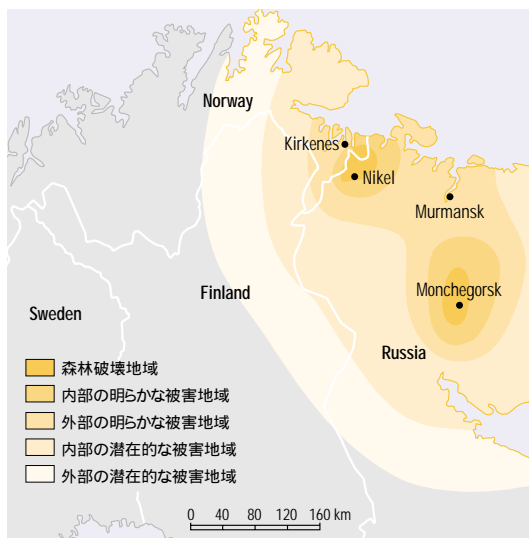 Norway
Kirkenes
Nikel
Murmansk
Monchegorsk
Finland
Sweden
Russia
森林破壊地域
内部の明らかな被害地域
外部の明らかな被害地域
内部の潜在的な被害地域
外部の潜在的な被害地域
0 40 80 120 160 km